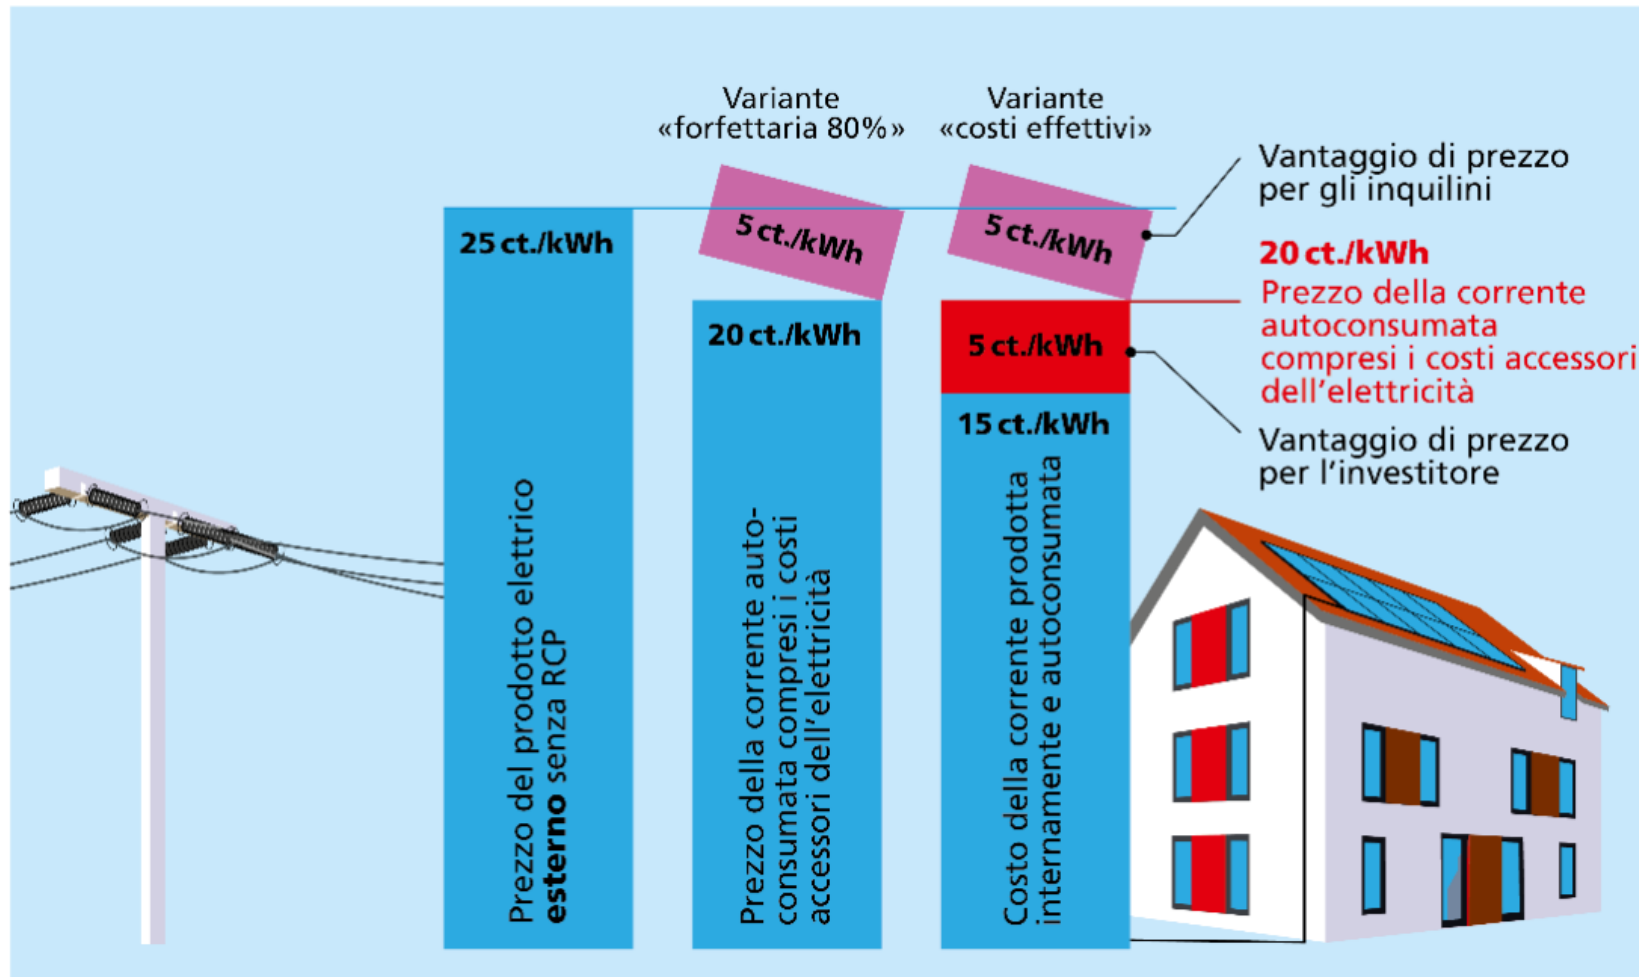 Variante
«forfettaria 80%»
Variante
«costi effettivi»
Vantaggio di prezzo
per gli inquilini
25 ct./kWh
5 ct./kWh
5 ct./kWh
20 ct./kWh
Prezzo della corrente
autoconsumata
compresi i costi accessori
dell'elettricità
20 ct./kWh
5 ct./kWh
15 ct./kWh
Vantaggio di prezzo
per l'investitore
Prezzo del prodotto elettrico
esterno senza RCP
Prezzo della corrente auto-
consumata compresi i costi
accessori dell'elettricità
Costo della corrente prodotta
internamente e autoconsumata